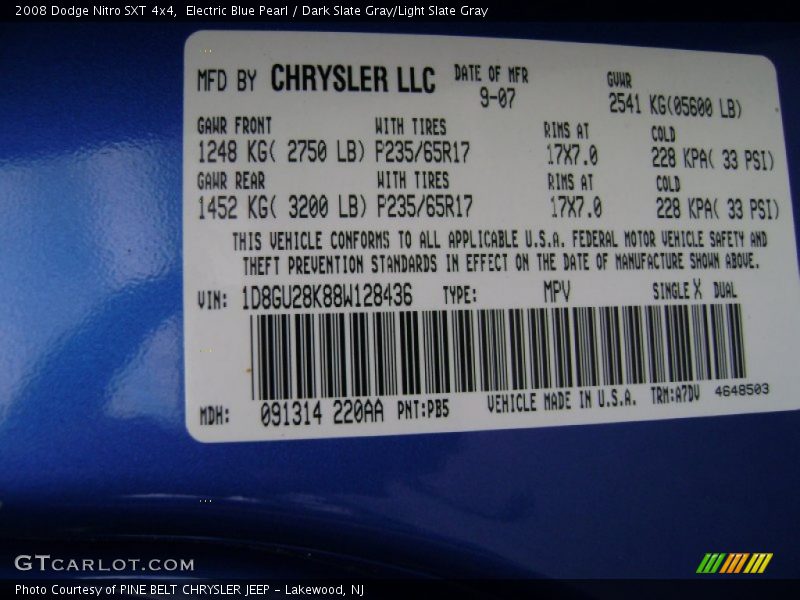 2008 Dodge Nitro SXT 4x4,  Electric Blue Pearl / Dark Slate Gray/Light Slate Gray
MFD BY CHRYSLER LLC DATE OF MFR GVWR
9-07 2541 KG(05600 LB)
GAWR FRONT WITH TIRES RIMS AT COLD
1248 KG( 2750 LB) P235/65R17 17X7.0 228 KPA( 33 PSI)
GAWR REAR WITH TIRES RIMS AT COLD
1452 KG( 3200 LB) P235/65R17 17X7.0 228 KPA( 33 PSI)
THIS VEHICLE CONFORMS TO ALL APPLICABLE U.S.A. FEDERAL MOTOR VEHICLE SAFETY AND
THEFT PREVENTION STANDARDS IN EFFECT ON THE DATE OF MANUFACTURE SHOWN ABOVE.
VIN: 1D8GU28K88W128436 TYPE: MPV SINGLE X DUAL
MDH: 091314 220AA PNT:PB5 VEHICLE MADE IN U.S.A. TRM:A7DV 4648503
GTCARLOT.COM
Photo Courtesy of PINE BELT CHRYSLER JEEP - Lakewood, NJ